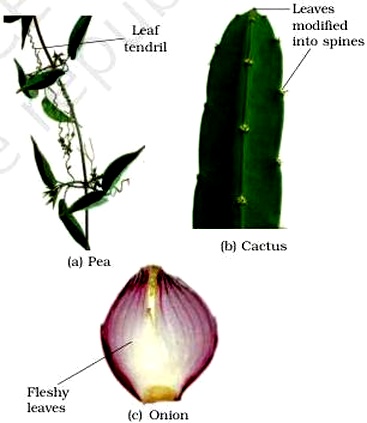 Leaf
tendril
Leaves
modified
into spines
(a) Pea
(b) Cactus
Fleshy
leaves
(c) Onion